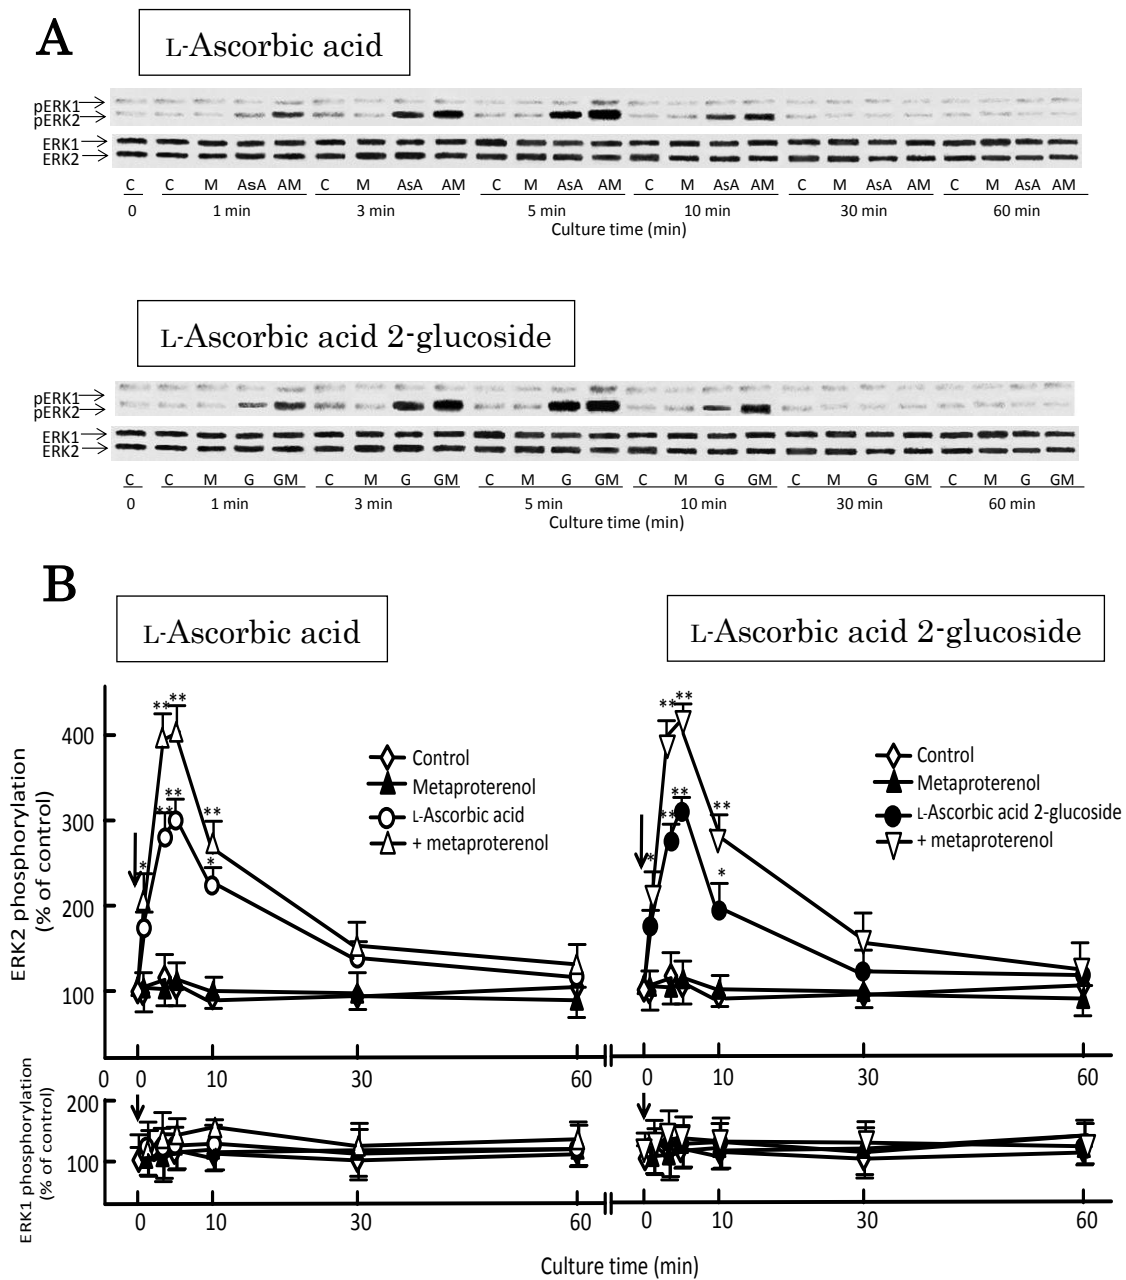 A
L-Ascorbic acid
pERK1
pERK2
ERK1
ERK2
C C M AsA AM C M AsA AM C M AsA AM C M AsA AM C M AsA AM C M AsA AM
0 1 min 3 min 5 min 10 min 30 min 60 min
Culture time (min)
L-Ascorbic acid 2-glucoside
pERK1
pERK2
ERK1
ERK2
C C M G GM C M G GM C M G GM C M G GM C M G GM C M G GM
0 1 min 3 min 5 min 10 min 30 min 60 min
Culture time (min)
B
L-Ascorbic acid
L-Ascorbic acid 2-glucoside
ERK2 phosphorylation
(% of control)
400
300
200
100
** **
** **
**
* *
Control
Metaproterenol
L-Ascorbic acid
+ metaproterenol
** **
** **
**
* *
Control
Metaproterenol
L-Ascorbic acid 2-glucoside
+ metaproterenol
0 0 10 30 60 0 10 30 60
ERK1 phosphorylation
(% of control)
200
100
0 10 30 60 0 10 30 60
Culture time (min)